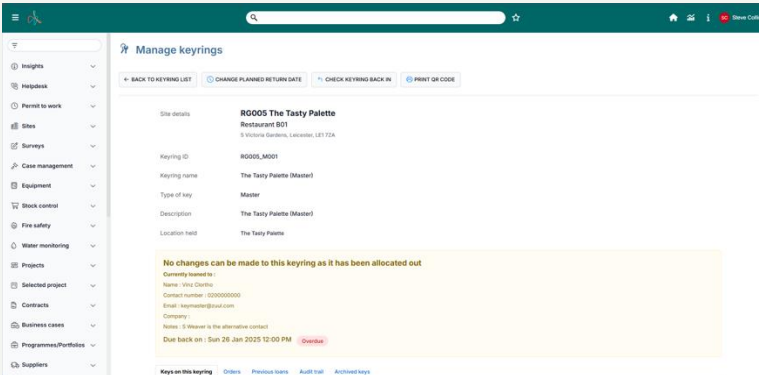 SC Steve Colli
Manage keyrings
Insights
Helpdesk
Permit to work
Sites
Surveys
Case management
Equipment
Stock control
Fire safety
Water monitoring
Projects
Selected project
Contracts
Business cases
Programmes/Portfolios
Suppliers
← BACK TO KEYRING LIST
CHANGE PLANNED RETURN DATE
CHECK KEYRING BACK IN
PRINT QR CODE
Site details
RG005 The Tasty Palette
Restaurant B01
5 Victoria Gardens, Leicester, LE1 7ZA
Keyring ID RG005_M001
Keyring name The Tasty Palette (Master)
Type of key Master
Description The Tasty Palette (Master)
Location held The Tasty Palette
No changes can be made to this keyring as it has been allocated out
Currently loaned to :
Name : Vinz Clortho
Contact number : 0200000000
Email : keymaster@zuul.com
Company :
Notes : S Weaver is the alternative contact
Due back on : Sun 26 Jan 2025 12:00 PM Overdue
Keys on this keyring Orders Previous loans Audit trail Archived keys